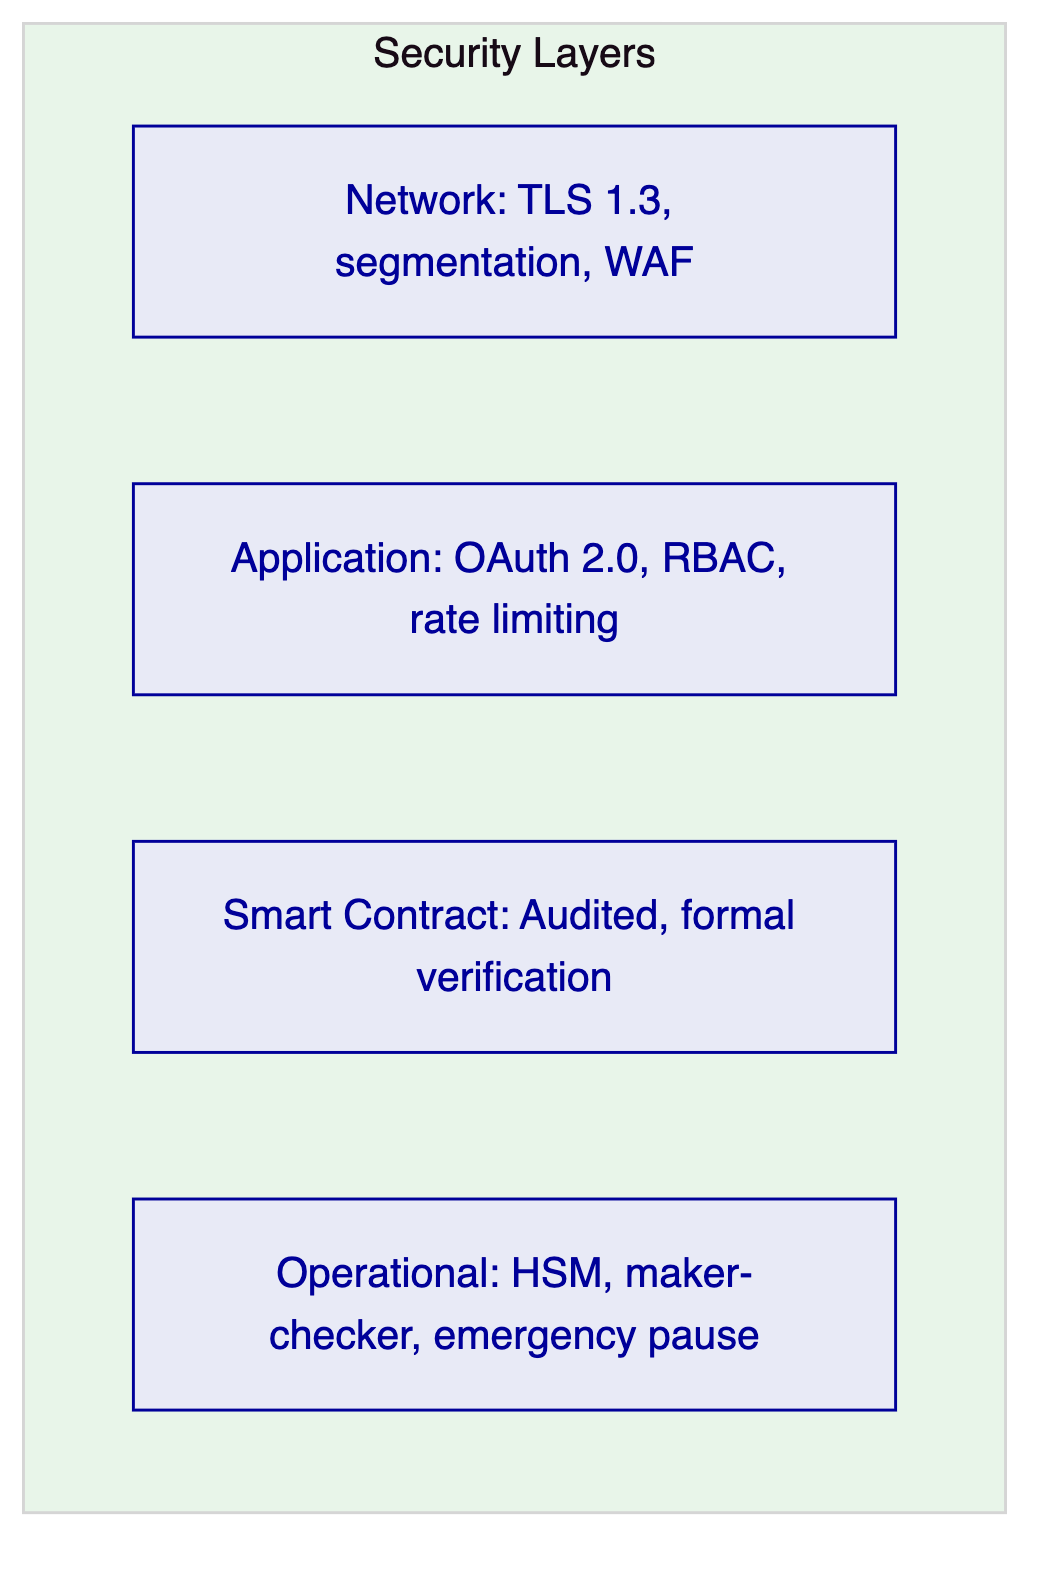 Security Layers
Network: TLS 1.3,
segmentation, WAF
Application: OAuth 2.0, RBAC,
rate limiting
Smart Contract: Audited, formal
verification
Operational: HSM, maker-
checker, emergency pause